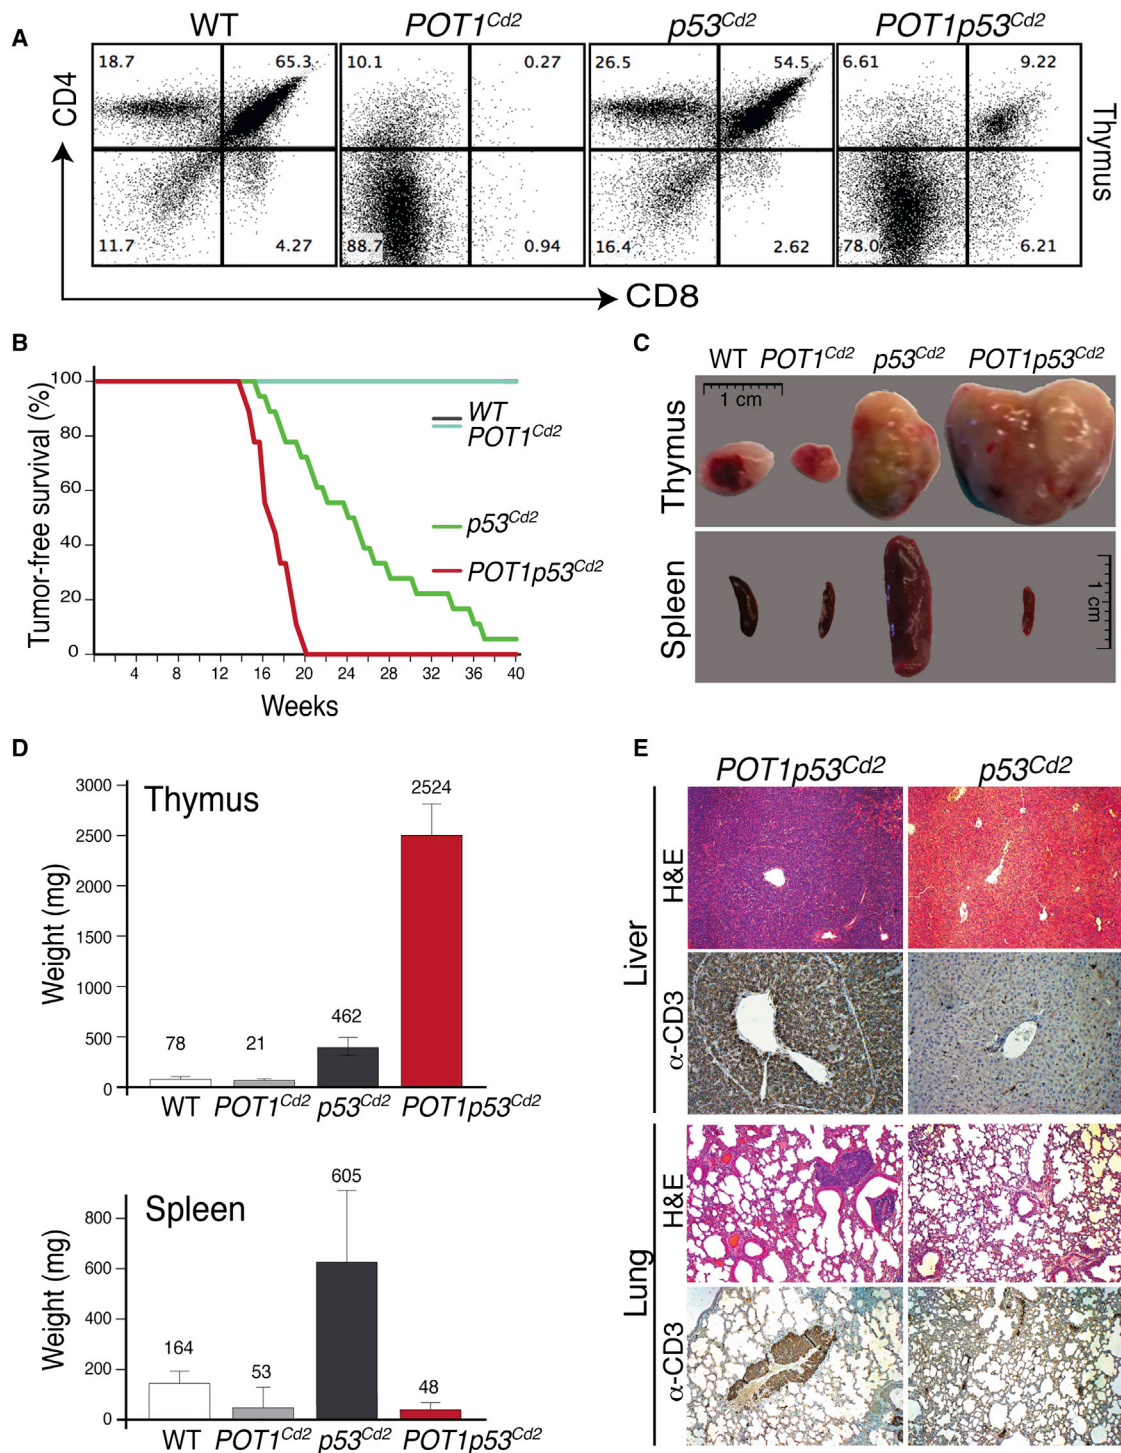 A
WT
POT1Cd2
p53Cd2
POT1p53Cd2
CD4
18.7
65.3
10.1
0.27
26.5
54.5
6.61
9.22
Thymus
11.7
4.27
88.7
0.94
16.4
2.62
78.0
6.21
CD8
B
Tumor-free survival (%)
100
80
60
40
20
0
WT
POT1Cd2
p53Cd2
POT1p53Cd2
4 8 12 16 20 24 28 32 36 40
Weeks
C
WT POT1Cd2 p53Cd2 POT1p53Cd2
1 cm
Thymus
Spleen
1 cm
D
Thymus
Weight (mg)
3000
2500
2000
1500
1000
500
0
78
21
462
2524
WT POT1Cd2 p53Cd2 POT1p53Cd2
Spleen
Weight (mg)
800
600
400
200
0
164
53
605
48
WT POT1Cd2 p53Cd2 POT1p53Cd2
E
POT1p53Cd2
p53Cd2
Liver
H&E
α-CD3
Lung
H&E
α-CD3